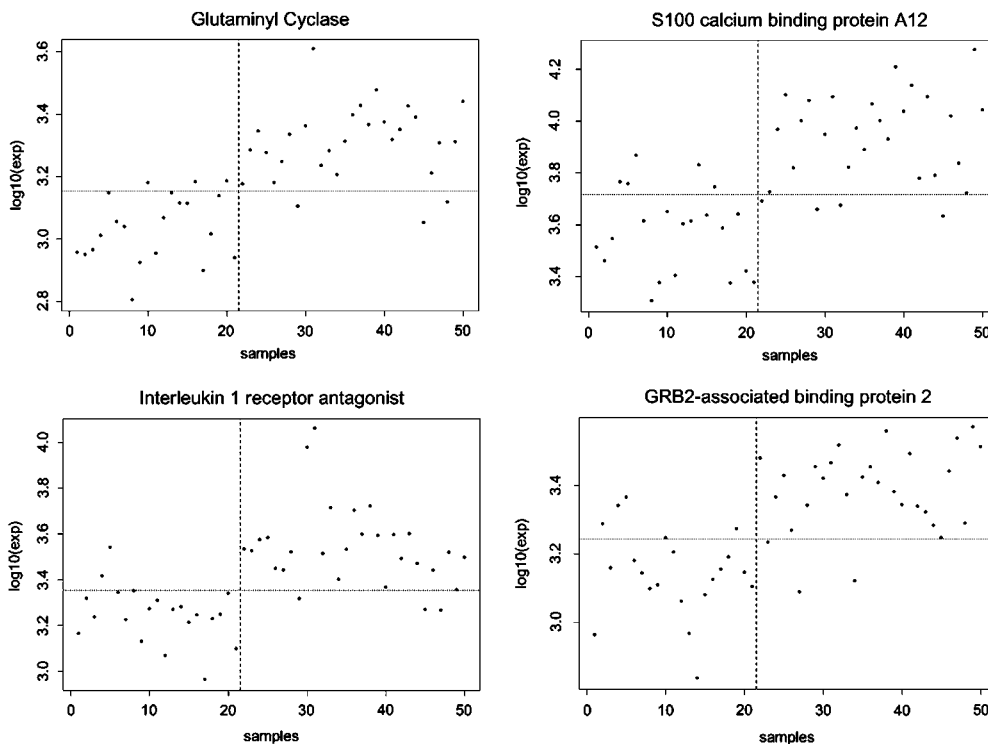 Glutaminyl Cyclase
log10(exp)
3.6
3.4
3.2
3.0
2.8
0 10 20 30 40 50
samples
S100 calcium binding protein A12
log10(exp)
4.2
4.0
3.8
3.6
3.4
0 10 20 30 40 50
samples
Interleukin 1 receptor antagonist
log10(exp)
4.0
3.8
3.6
3.4
3.2
3.0
0 10 20 30 40 50
samples
GRB2-associated binding protein 2
log10(exp)
3.4
3.2
3.0
0 10 20 30 40 50
samples